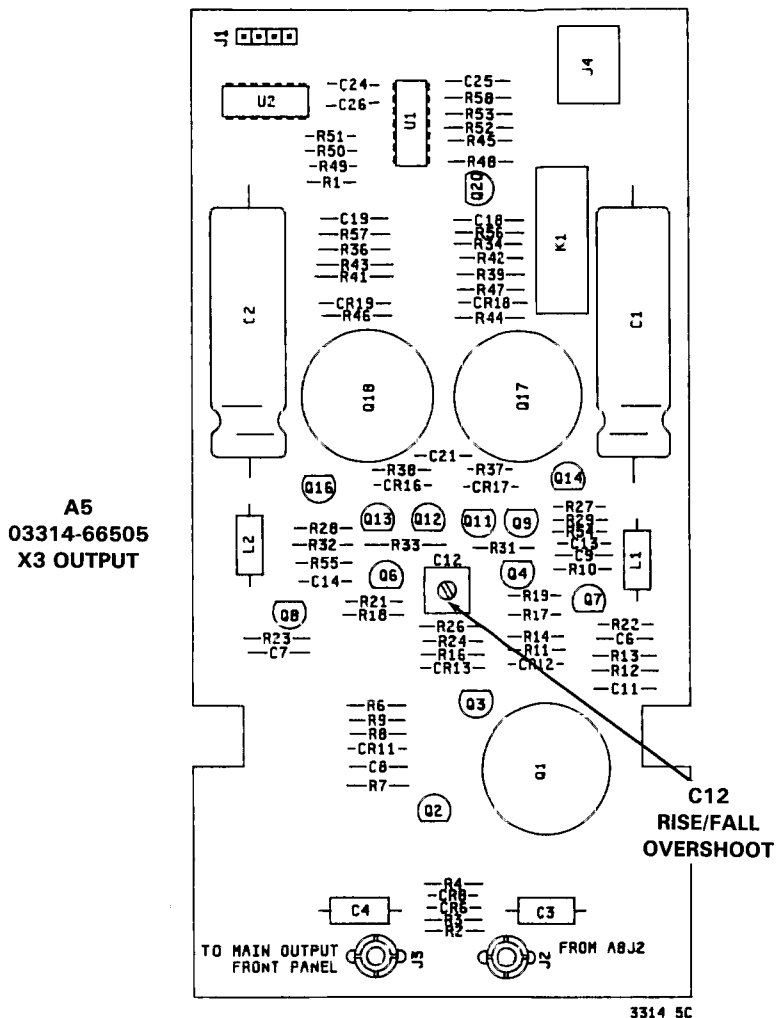 J1
J4
C24
C25
U2
C26
U1
R58
R53
R52
R51
R45
R50
R49
R48
R1
Q20
C19
C18
R57
R56
R34
R36
R42
K1
R43
R39
R41
R47
CR19
CR18
R46
R44
C2
C1
Q18
Q17
C21
R38
R37
CR16
CR17
Q16
Q14
A5
03314-66505
X3 OUTPUT
Q13
Q12
Q11
Q9
R27
R29
R54
R28
C13
R32
R33
R31
L2
L1
C9
R55
C12
R10
C14
Q6
Q4
R21
R19
Q7
R18
R17
Q8
R26
R22
R23
R24
R14
C6
C7
R16
R11
R13
CR13
CR12
R12
C11
Q3
R6
R9
R8
CR11
C8
R7
Q1
Q2
C12
RISE/FALL
OVERSHOOT
R4
CR8
CR6
R3
R2
C4
C3
TO MAIN OUTPUT
FRONT PANEL
J3
J2
FROM A8J2
3314 5C